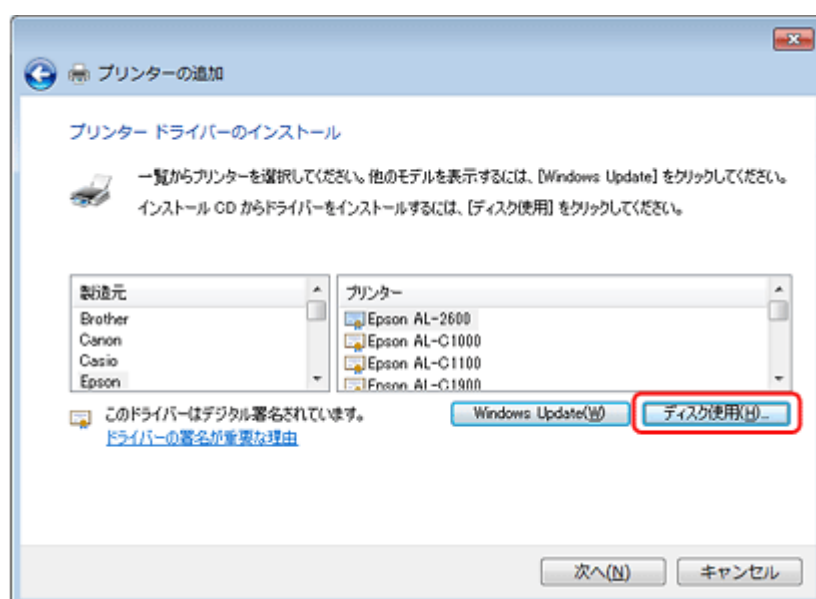 プリンターの追加
プリンター ドライバーのインストール
一覧からプリンターを選択してください。他のモデルを表示するには、[Windows Update] をクリックしてください。
インストール CD からドライバーをインストールするには、[ディスク使用] をクリックしてください。
製造元
Brother
Canon
Casio
Epson
プリンター
Epson AL-2600
Epson AL-C1000
Epson AL-C1100
Epson AL-C1900
このドライバーはデジタル署名されています。
ドライバーの署名が重要な理由
Windows Update(W)
ディスク使用(H)...
次へ(N)
キャンセル